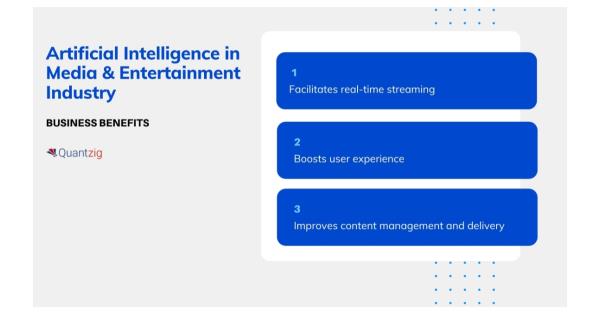 Artificial Intelligence in
Media & Entertainment
Industry
BUSINESS BENEFITS
Quantzig
1
Facilitates real-time streaming
2
Boosts user experience
3
Improves content management and delivery